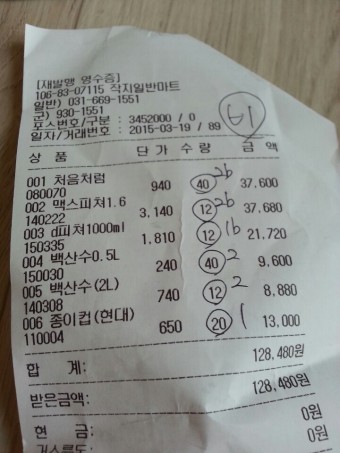 [재발행 영수증]
106-83-07115 작지일반마트
일반) 031-669-1551
군) 930-1551
포스번호/구분 : 3452000 / 0
일자/거래번호 : 2015-03-19 / 89
61
상 품 단 가 수 량 금 액
001 처음처럼 940 40 2b 37,600
080070
002 맥스피쳐1.6 3,140 12 2b 37,680
140222
003 d피쳐1000ml 1,810 12 1b 21,720
150335
004 백산수0.5L 240 40 2 9,600
150030
005 백산수(2L) 740 12 2 8,880
140308
006 종이컵(현대) 650 20 1 13,000
110004
합 계: 128,480원
받은금액: 128,480원
현 금: 0원
거스름돈: 0원